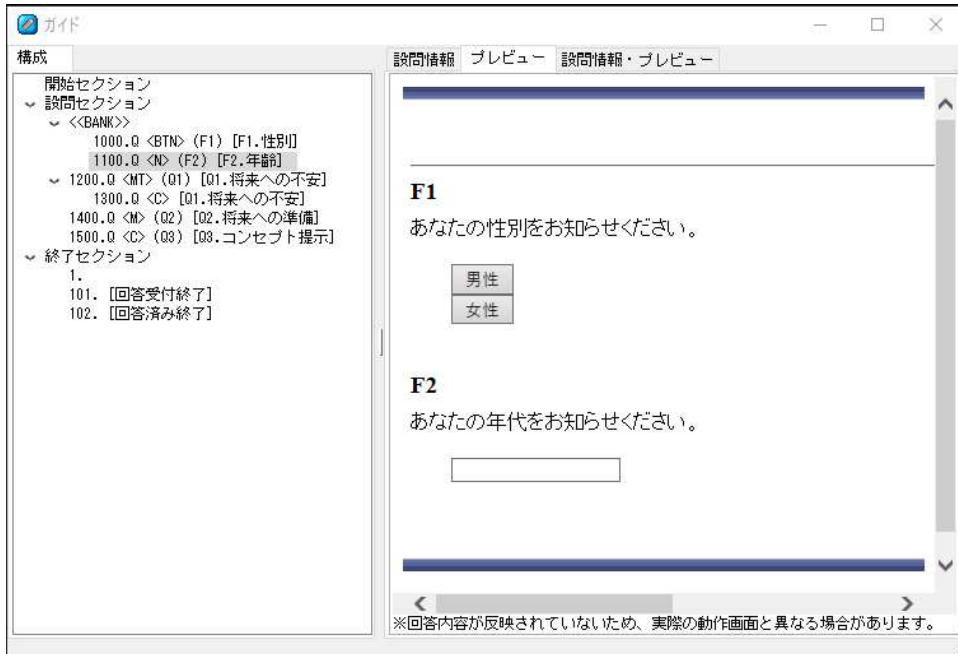 ガイド
構成
開始セクション
設問セクション
<<BANK>>
1000.Q <BTN> (F1) [F1.性別]
1100.Q <N> (F2) [F2.年齢]
1200.Q <MT> (Q1) [Q1.将来への不安]
1300.Q <C> [Q1.将来への不安]
1400.Q <M> (Q2) [Q2.将来への準備]
1500.Q <C> (Q3) [Q3.コンセプト提示]
終了セクション
1.
101. [回答受付終了]
102. [回答済み終了]
設問情報 プレビュー 設問情報・プレビュー
F1
あなたの性別をお知らせください。
男性
女性
F2
あなたの年代をお知らせください。
※回答内容が反映されていないため、実際の動作画面と異なる場合があります。